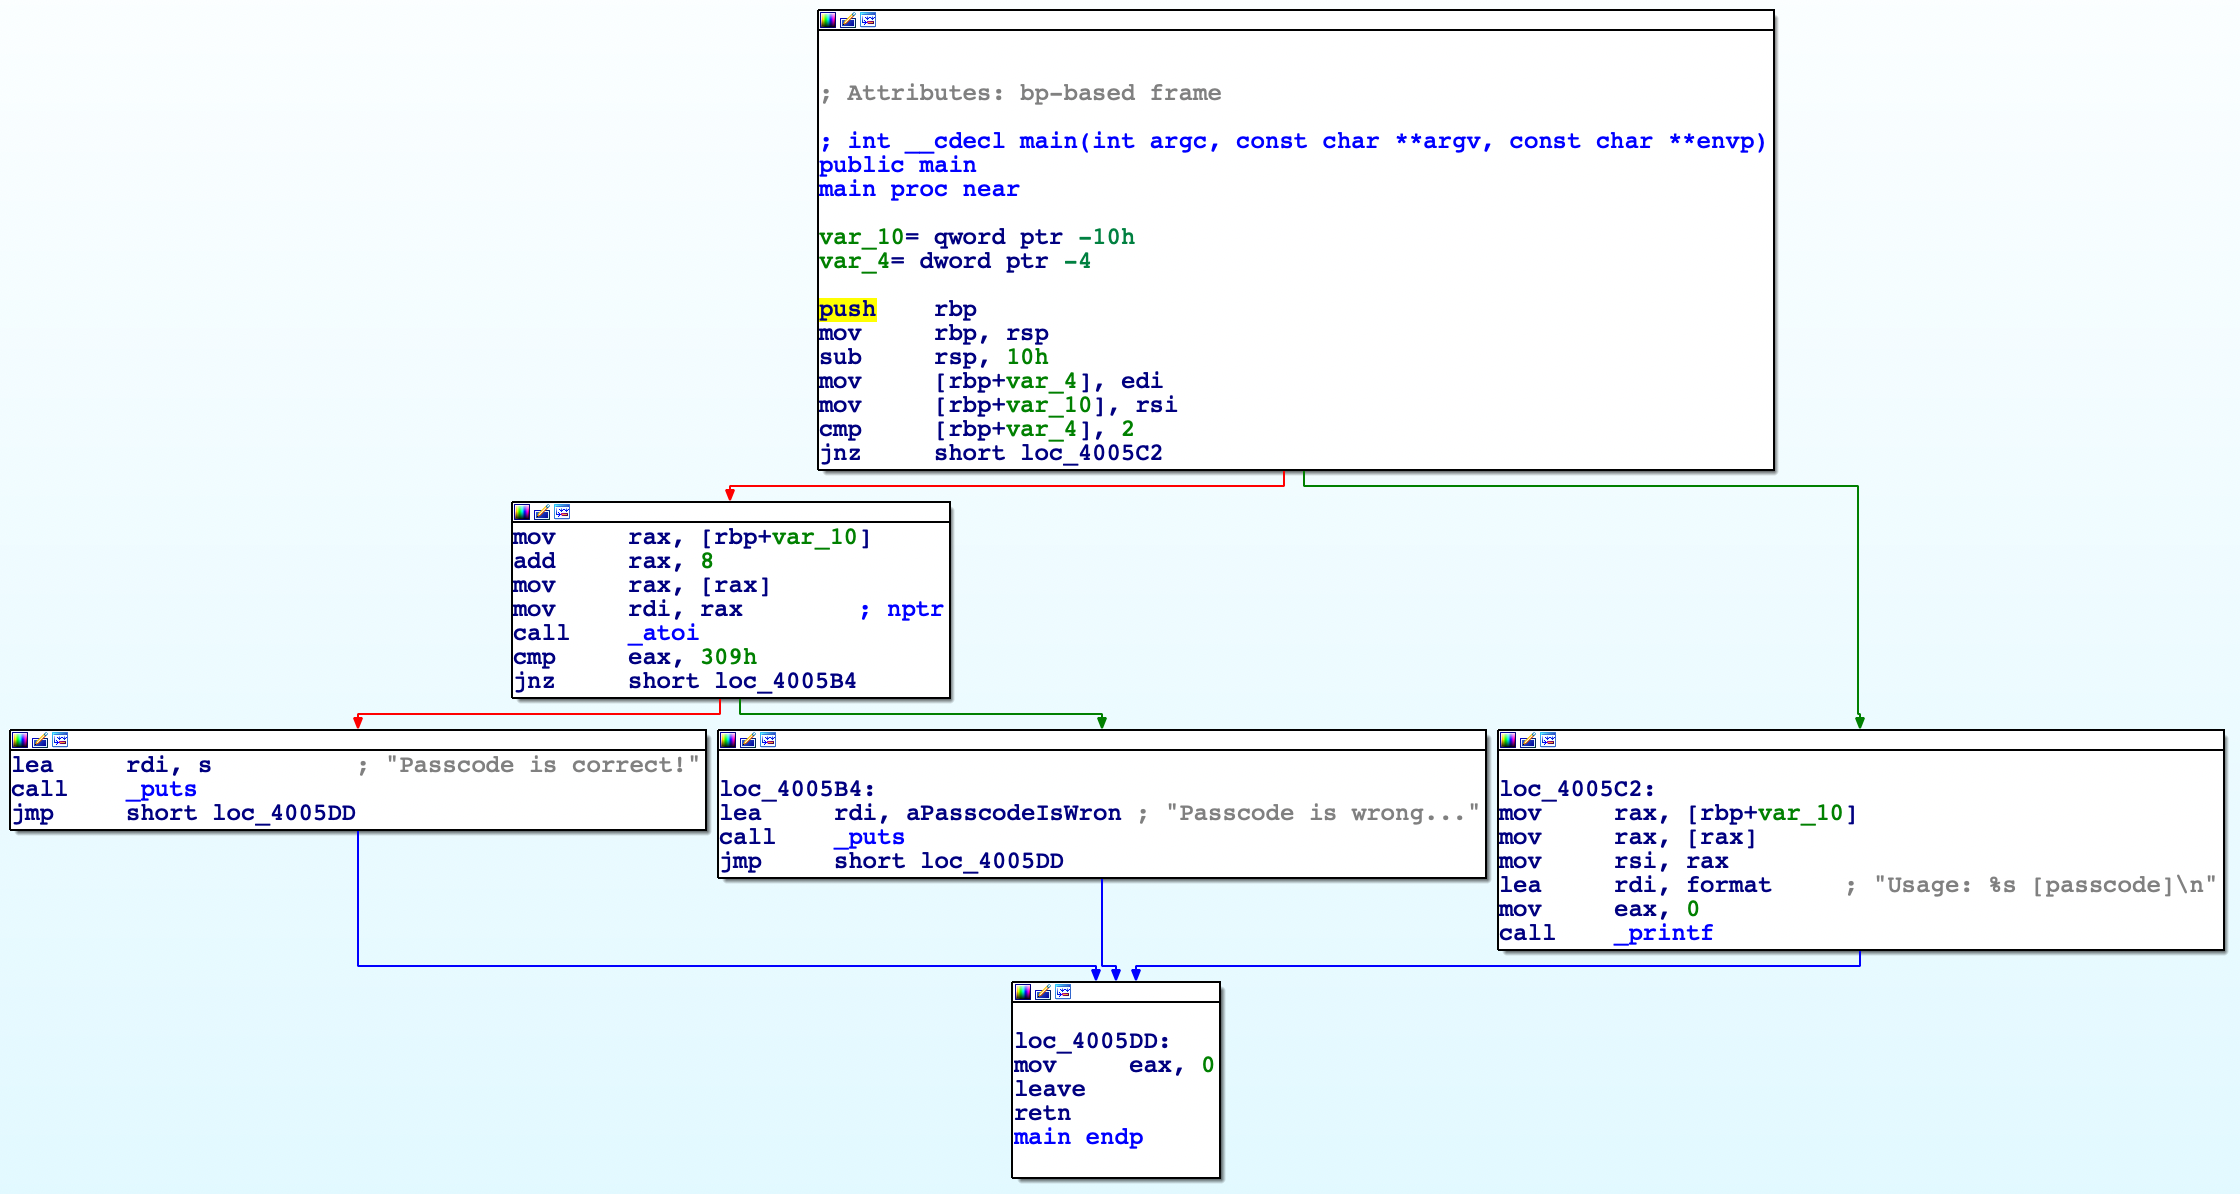 ; Attributes: bp-based frame
; int __cdecl main(int argc, const char **argv, const char **envp)
public main
main proc near
var_10= qword ptr -10h
var_4= dword ptr -4
push rbp
mov rbp, rsp
sub rsp, 10h
mov [rbp+var_4], edi
mov [rbp+var_10], rsi
cmp [rbp+var_4], 2
jnz short loc_4005C2
mov rax, [rbp+var_10]
add rax, 8
mov rax, [rax]
mov rdi, rax ; nptr
call _atoi
cmp eax, 309h
jnz short loc_4005B4
lea rdi, s ; "Passcode is correct!"
call _puts
jmp short loc_4005DD
loc_4005B4:
lea rdi, aPasscodeIsWron ; "Passcode is wrong..."
call _puts
jmp short loc_4005DD
loc_4005C2:
mov rax, [rbp+var_10]
mov rax, [rax]
mov rsi, rax
lea rdi, format ; "Usage: %s [passcode]\n"
mov eax, 0
call _printf
loc_4005DD:
mov eax, 0
leave
retn
main endp